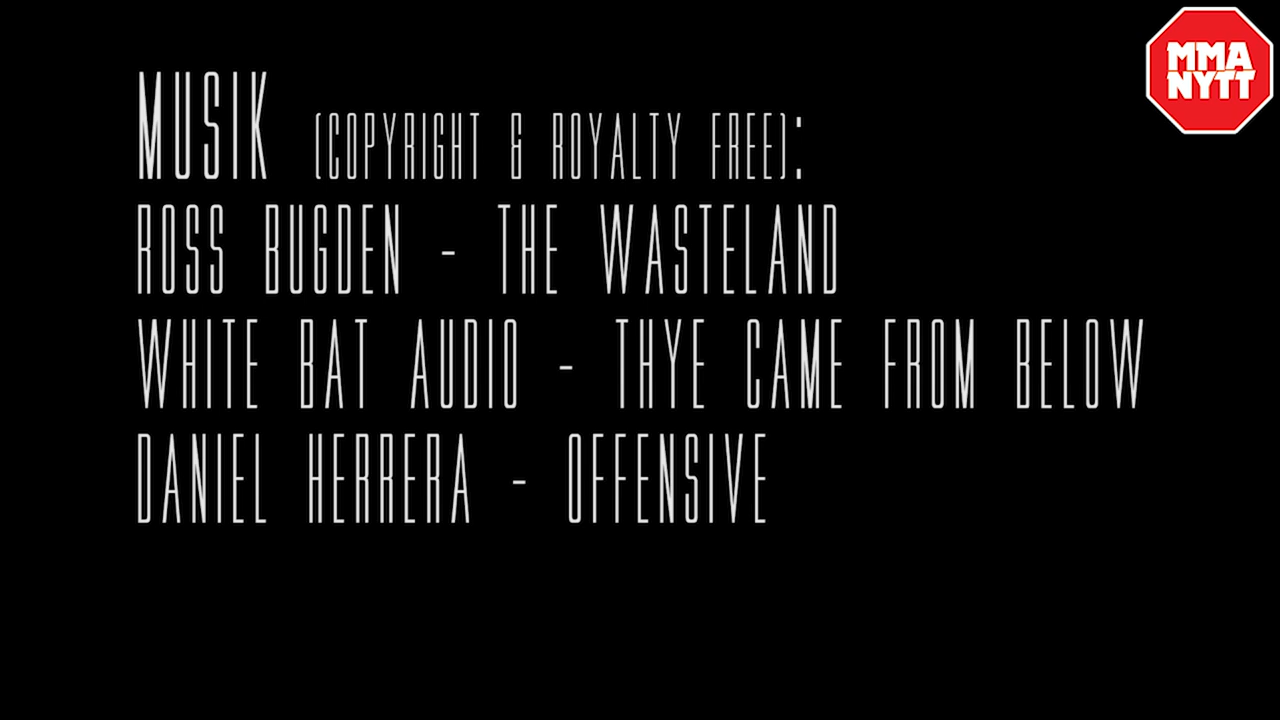 MMA
NYTT
MUSIK (COPYRIGHT & ROYALTY FREE):
ROSS BUGDEN - THE WASTELAND
WHITE BAT AUDIO - THYE CAME FROM BELOW
DANIEL HERRERA - OFFENSIVE